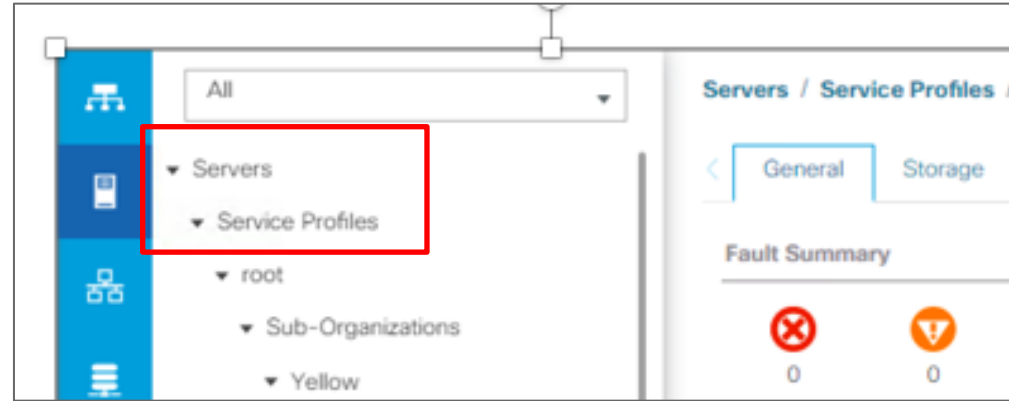 All
Servers
Service Profiles
root
Sub-Organizations
Yellow
Servers / Service Profiles /
General Storage
Fault Summary
0 0